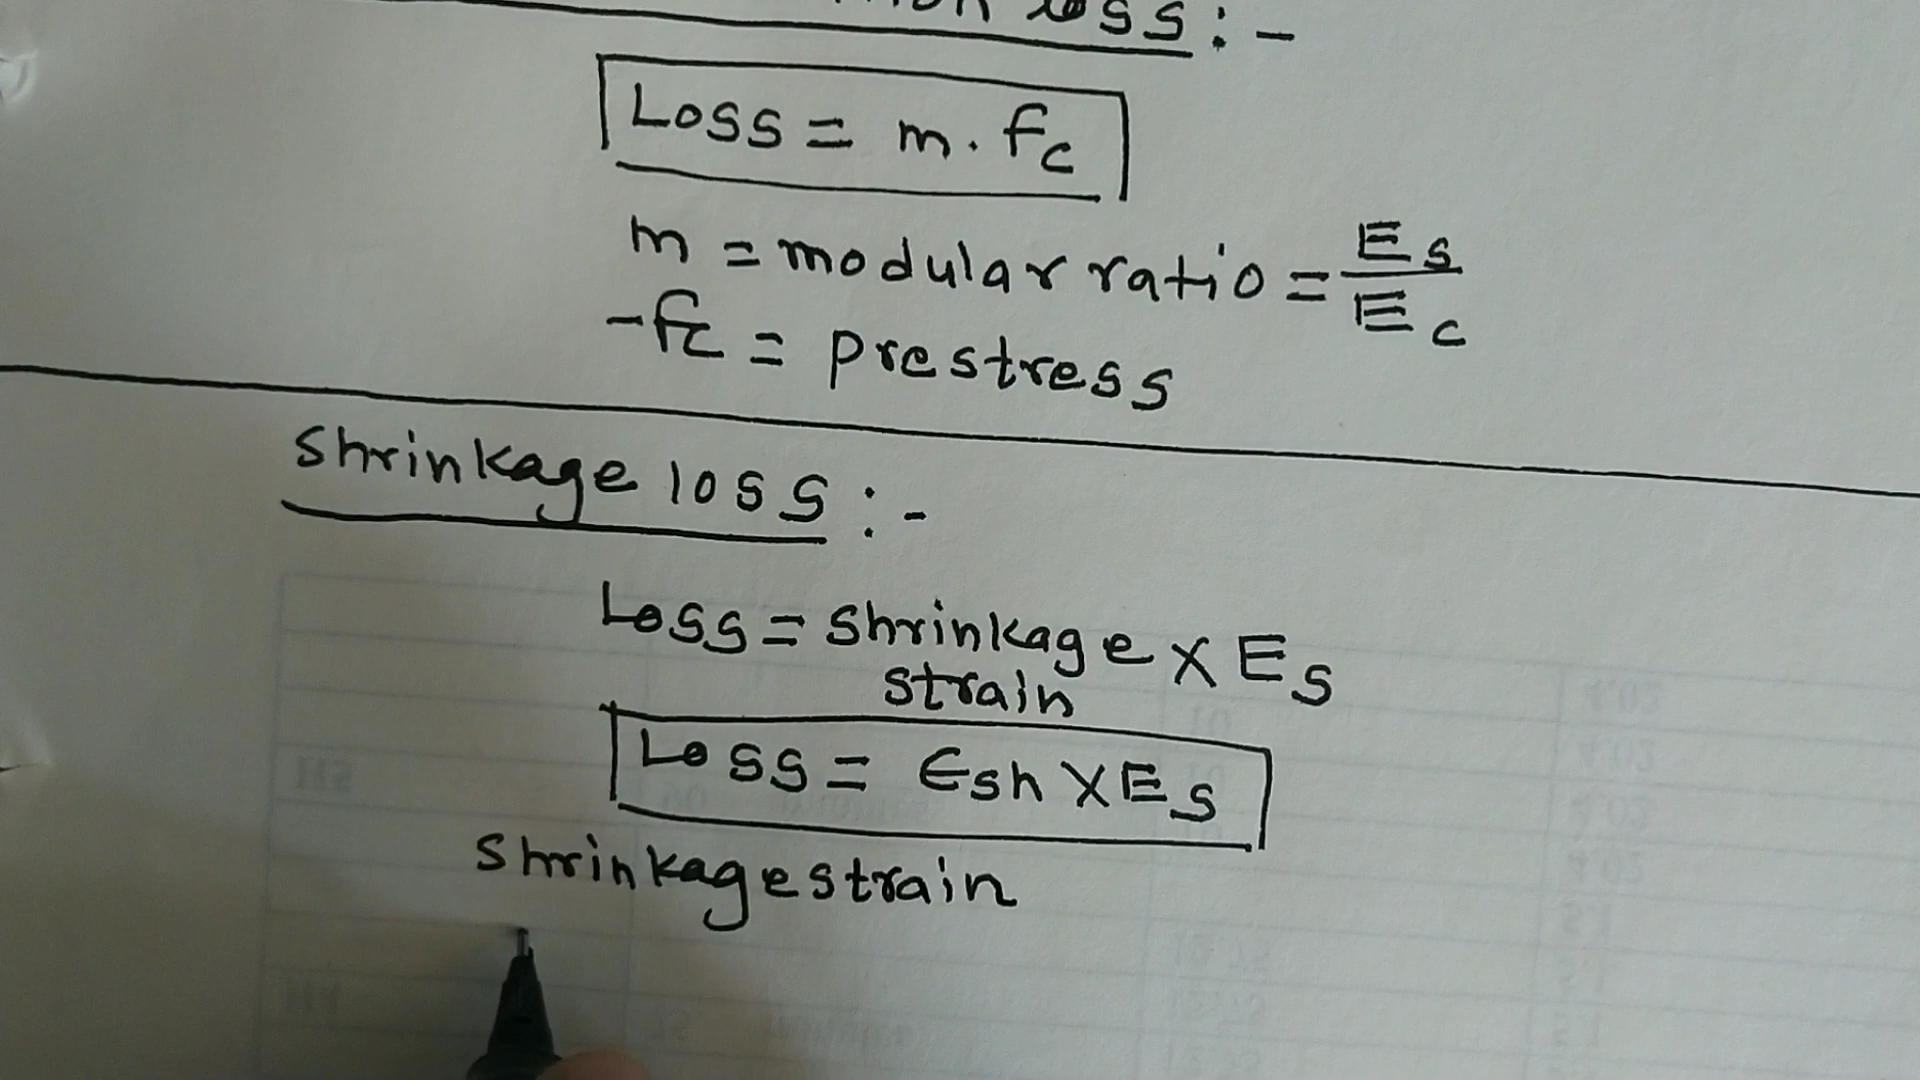 loss:-
Loss = m.fc
m = modular ratio = Es/Ec
-fc = prestress
Shrinkage loss:-
Loss = Shrinkage X Es
strain
Loss = Esh X Es
Shrinkage strain